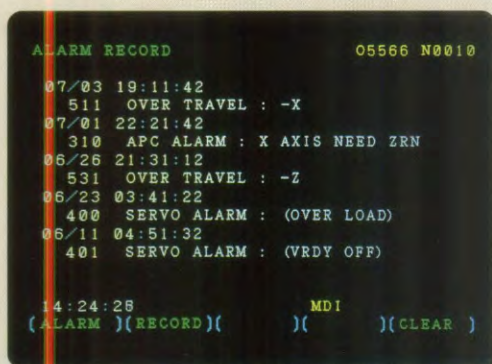 ALARM RECORD O5566 N0010
07/03 19:11:42
511 OVER TRAVEL : -X
07/01 22:21:42
310 APC ALARM : X AXIS NEED ZRN
06/26 21:31:12
531 OVER TRAVEL : -Z
06/23 03:41:22
400 SERVO ALARM : (OVER LOAD)
06/11 04:51:32
401 SERVO ALARM : (VRDY OFF)
14:24:28 MDI
( ALARM )(RECORD)( )( )(CLEAR )